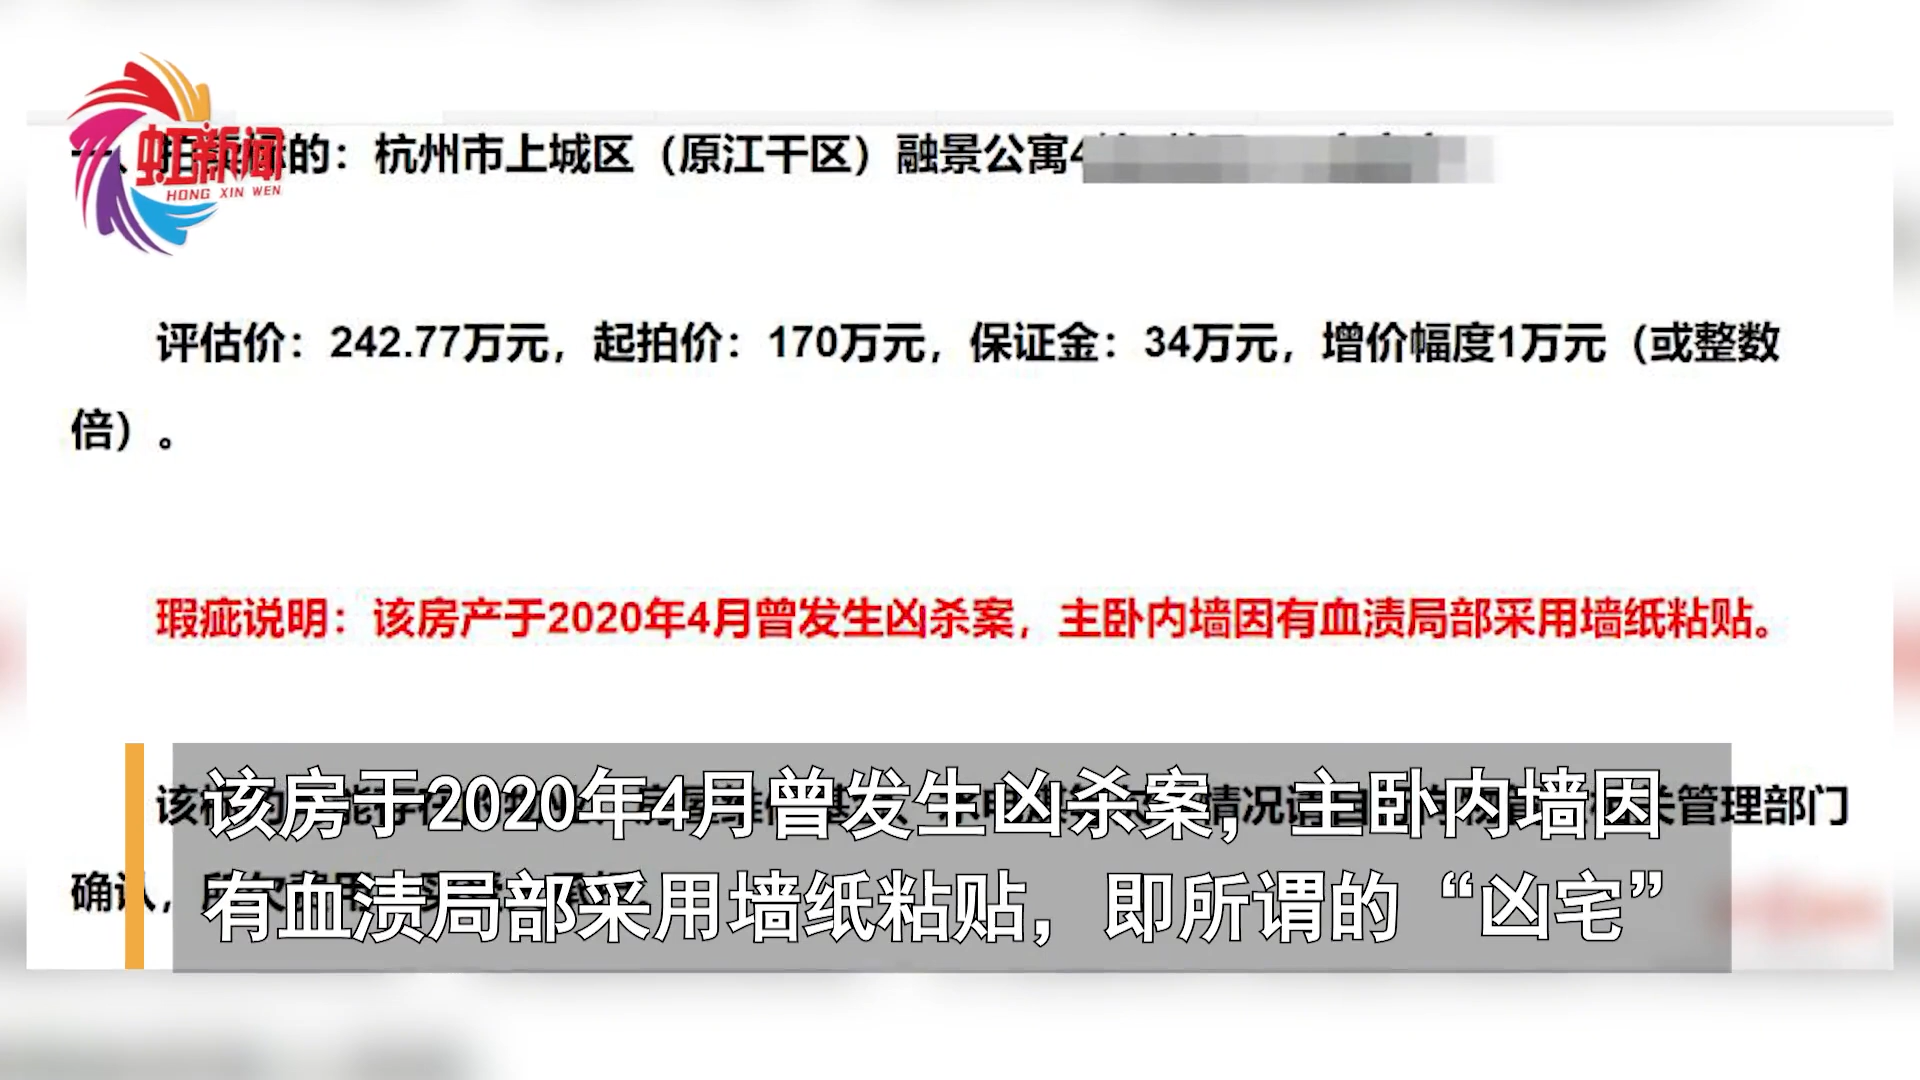 虹新闻
HONG XIN WEN
的：杭州市上城区（原江干区）融景公寓4
评估价：242.77万元，起拍价：170万元，保证金：34万元，增价幅度1万元（或整数
倍）。
瑕疵说明：该房产于2020年4月曾发生凶杀案，主卧内墙因有血渍局部采用墙纸粘贴。
该房于2020年4月曾发生凶杀案，主卧内墙因
有血渍局部采用墙纸粘贴，即所谓的“凶宅”
关管理部门